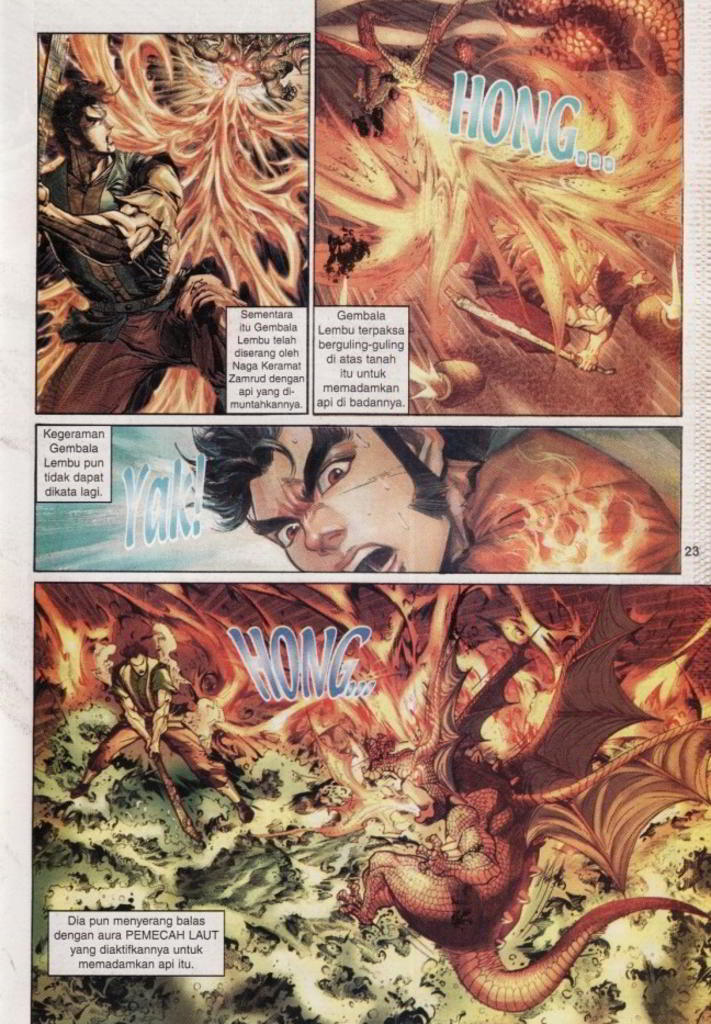 HONG....
Sementara
itu Gembala
Lembu telah
diserang oleh
Naga Keramat
Zamrud dengan
api yang di-
muntahkannya.
Gembala
Lembu terpaksa
berguling-guling
di atas tanah
itu untuk
memadamkan
api di badannya.
Kegeraman
Gembala
Lembu pun
tidak dapat
dikata lagi.
Yak!
23
HONG....
Dia pun menyerang balas
dengan aura PEMECAH LAUT
yang diaktifkannya untuk
memadamkan api itu.